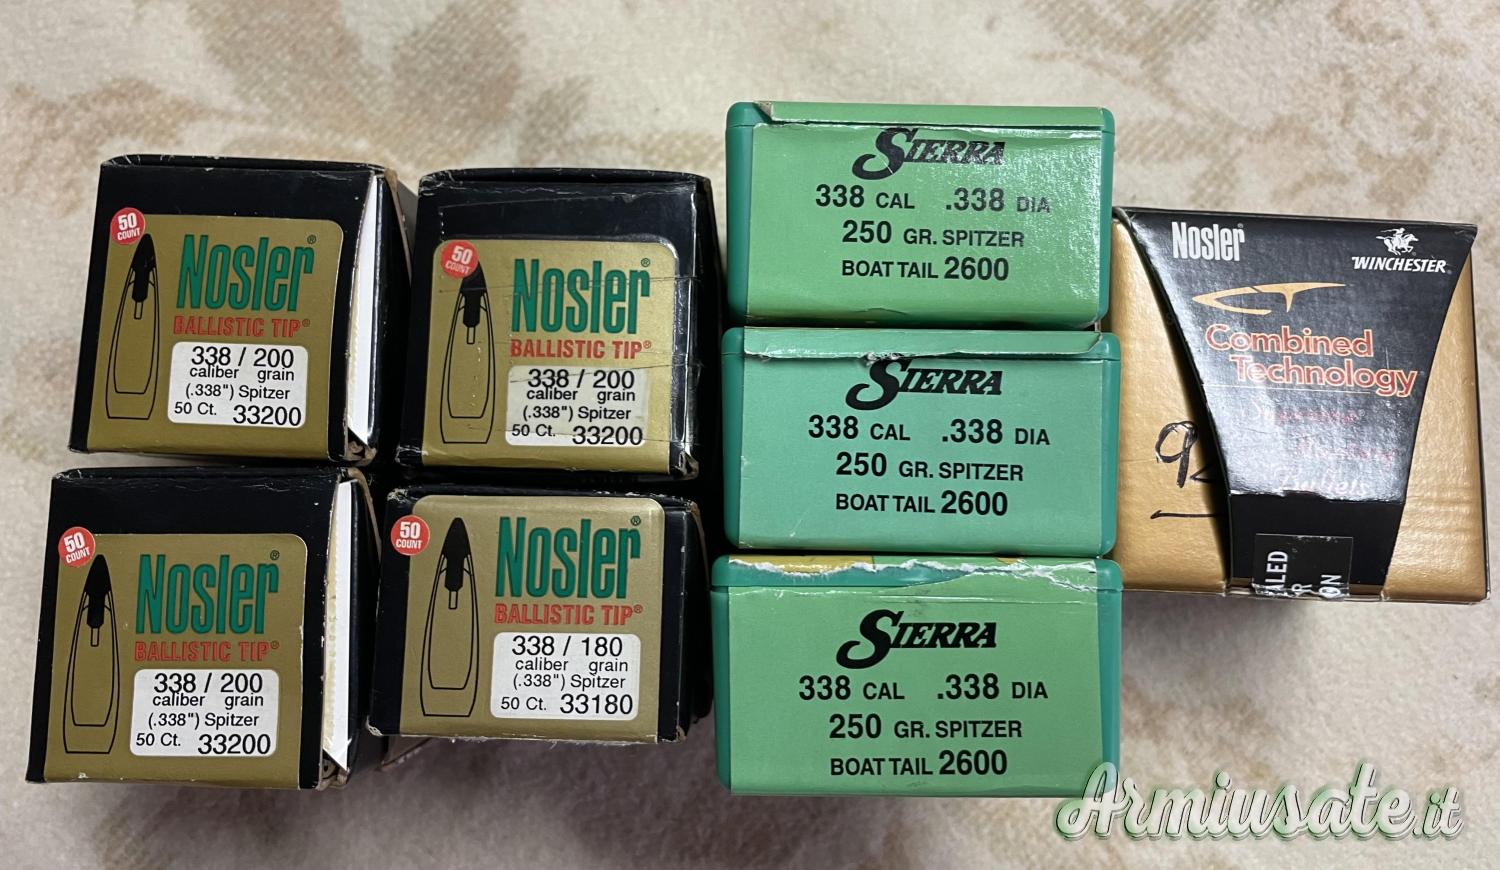 50
COUNT
Nosler®
BALLISTIC TIP®
338 / 200
caliber grain
(.338") Spitzer
50 Ct. 33200
50
COUNT
Nosler®
BALLISTIC TIP®
338 / 200
caliber grain
(.338") Spitzer
50 Ct. 33200
50
COUNT
Nosler®
BALLISTIC TIP®
338 / 200
caliber grain
(.338") Spitzer
50 Ct. 33200
50
COUNT
Nosler®
BALLISTIC TIP®
338 / 180
caliber grain
(.338") Spitzer
50 Ct. 33180
SIERRA
338 CAL .338 DIA
250 GR. SPITZER
BOAT TAIL 2600
SIERRA
338 CAL .338 DIA
250 GR. SPITZER
BOAT TAIL 2600
SIERRA
338 CAL .338 DIA
250 GR. SPITZER
BOAT TAIL 2600
Nosler®
WINCHESTER
CT
Combined
Technology
Bullets
Armiusate.it